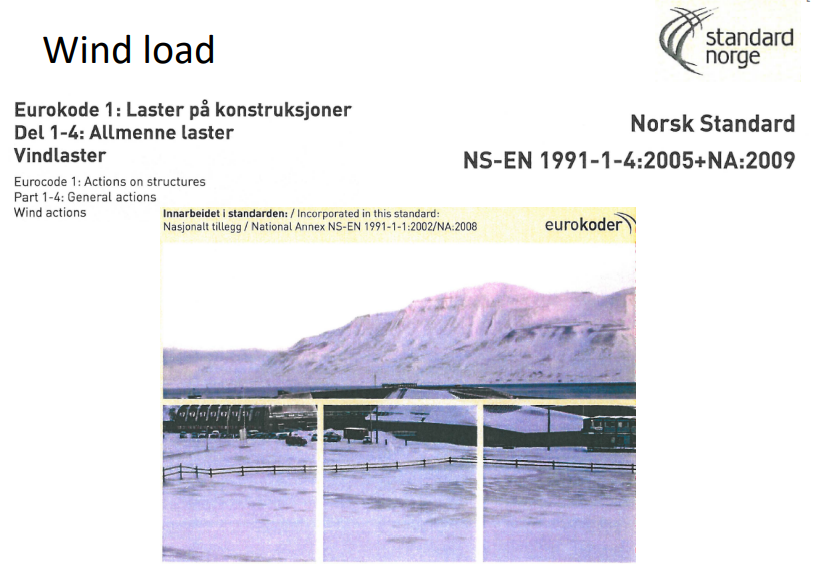 Wind load
standard
norge
Eurokode 1: Laster på konstruksjoner
Del 1-4: Allmenne laster
Vindlaster
Norsk Standard
NS-EN 1991-1-4:2005+NA:2009
Eurocode 1: Actions on structures
Part 1-4: General actions
Wind actions
Innarbeidet i standarden: / Incorporated in this standard:
Nasjonalt tillegg / National Annex NS-EN 1991-1-1:2002/NA:2008
eurokoder